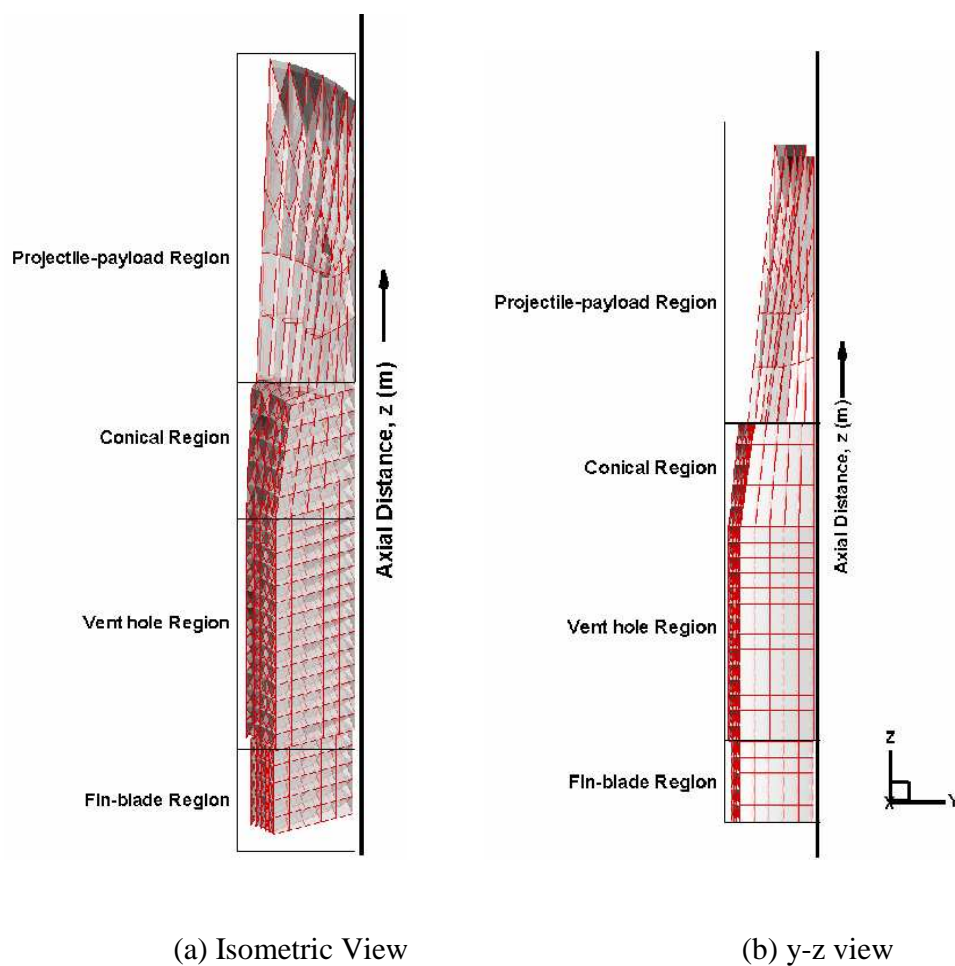 Projectile-payload Region
Conical Region
Vent hole Region
Fin-blade Region
Axial Distance, z (m)
Projectile-payload Region
Conical Region
Vent hole Region
Fin-blade Region
Axial Distance, z (m)
Z
X
Y
(a) Isometric View
(b) y-z view